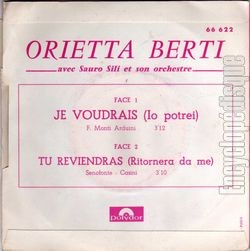 66 622
ORIETTA BERTI
avec Sauro Sili et son orchestre
FACE 1
JE VOUDRAIS (Io potrei)
F. Monti Arduini 3'12
FACE 2
TU REVIENDRAS (Ritornera da me)
Senofonte - Casini 3'10
Polydor